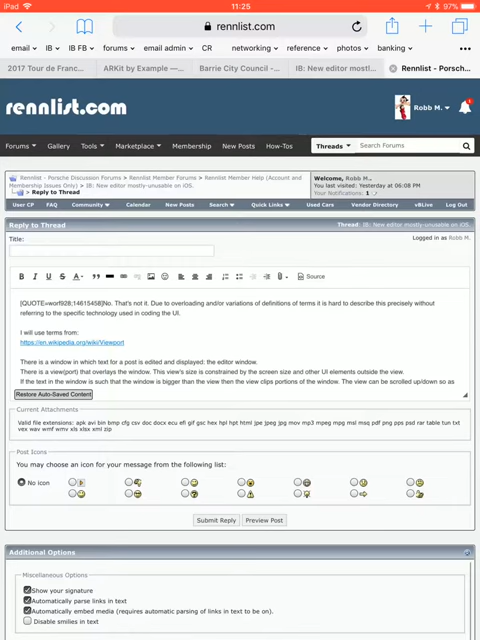 iPad 11:25 97%
rennlist.com
email IB IB FB forums email admin CR networking reference photos banking
2017 Tour de Franc... ARKit by Example —... Barrie City Council -... IB: New editor mostl... Rennlist - Porsch...
rennlist.com Robb M. 1
Forums Gallery Tools Marketplace Membership New Posts How-Tos Threads Search Forums
Rennlist - Porsche Discussion Forums > Rennlist Member Forums > Rennlist Member Help (Account and
Membership Issues Only) > IB: New editor mostly-unusable on iOS.
Reply to Thread
Welcome, Robb M..
You last visited: Yesterday at 06:08 PM
Your Notifications: 1
User CP FAQ Community Calendar New Posts Search Quick Links Used Cars Vendor Directory vBLive Log Out
Reply to Thread Thread: IB: New editor mostly-unusable on iOS.
Logged in as Robb M.
Title:
B I U S A Source
[QUOTE=worf928;14615458]No. That's not it. Due to overloading and/or variations of definitions of terms it is hard to describe this precisely without
referring to the specific technology used in coding the UI.
I will use terms from:
https://en.wikipedia.org/wiki/Viewport
There is a window in which text for a post is edited and displayed: the editor window.
There is a view(port) that overlays the window. This view's size is constrained by the screen size and other UI elements outside the view.
If the text in the window is such that the window is bigger than the view then the view clips portions of the window. The view can be scrolled up/down so as
Restore Auto-Saved Content
Current Attachments
Valid file extensions: apk avi bin bmp cfg csv doc docx ecu efi gif gsc hex hpl hpt html jpe jpeg jpg mov mp3 mpeg mpg msg pdf png pps psd rar table tun txt
vex wav wmf wmv xls xlsx xml zip
Post Icons
You may choose an icon for your message from the following list:
No icon
Submit Reply Preview Post
Additional Options
Miscellaneous Options
Show your signature
Automatically parse links in text
Automatically embed media (requires automatic parsing of links in text to be on).
Disable smilies in text